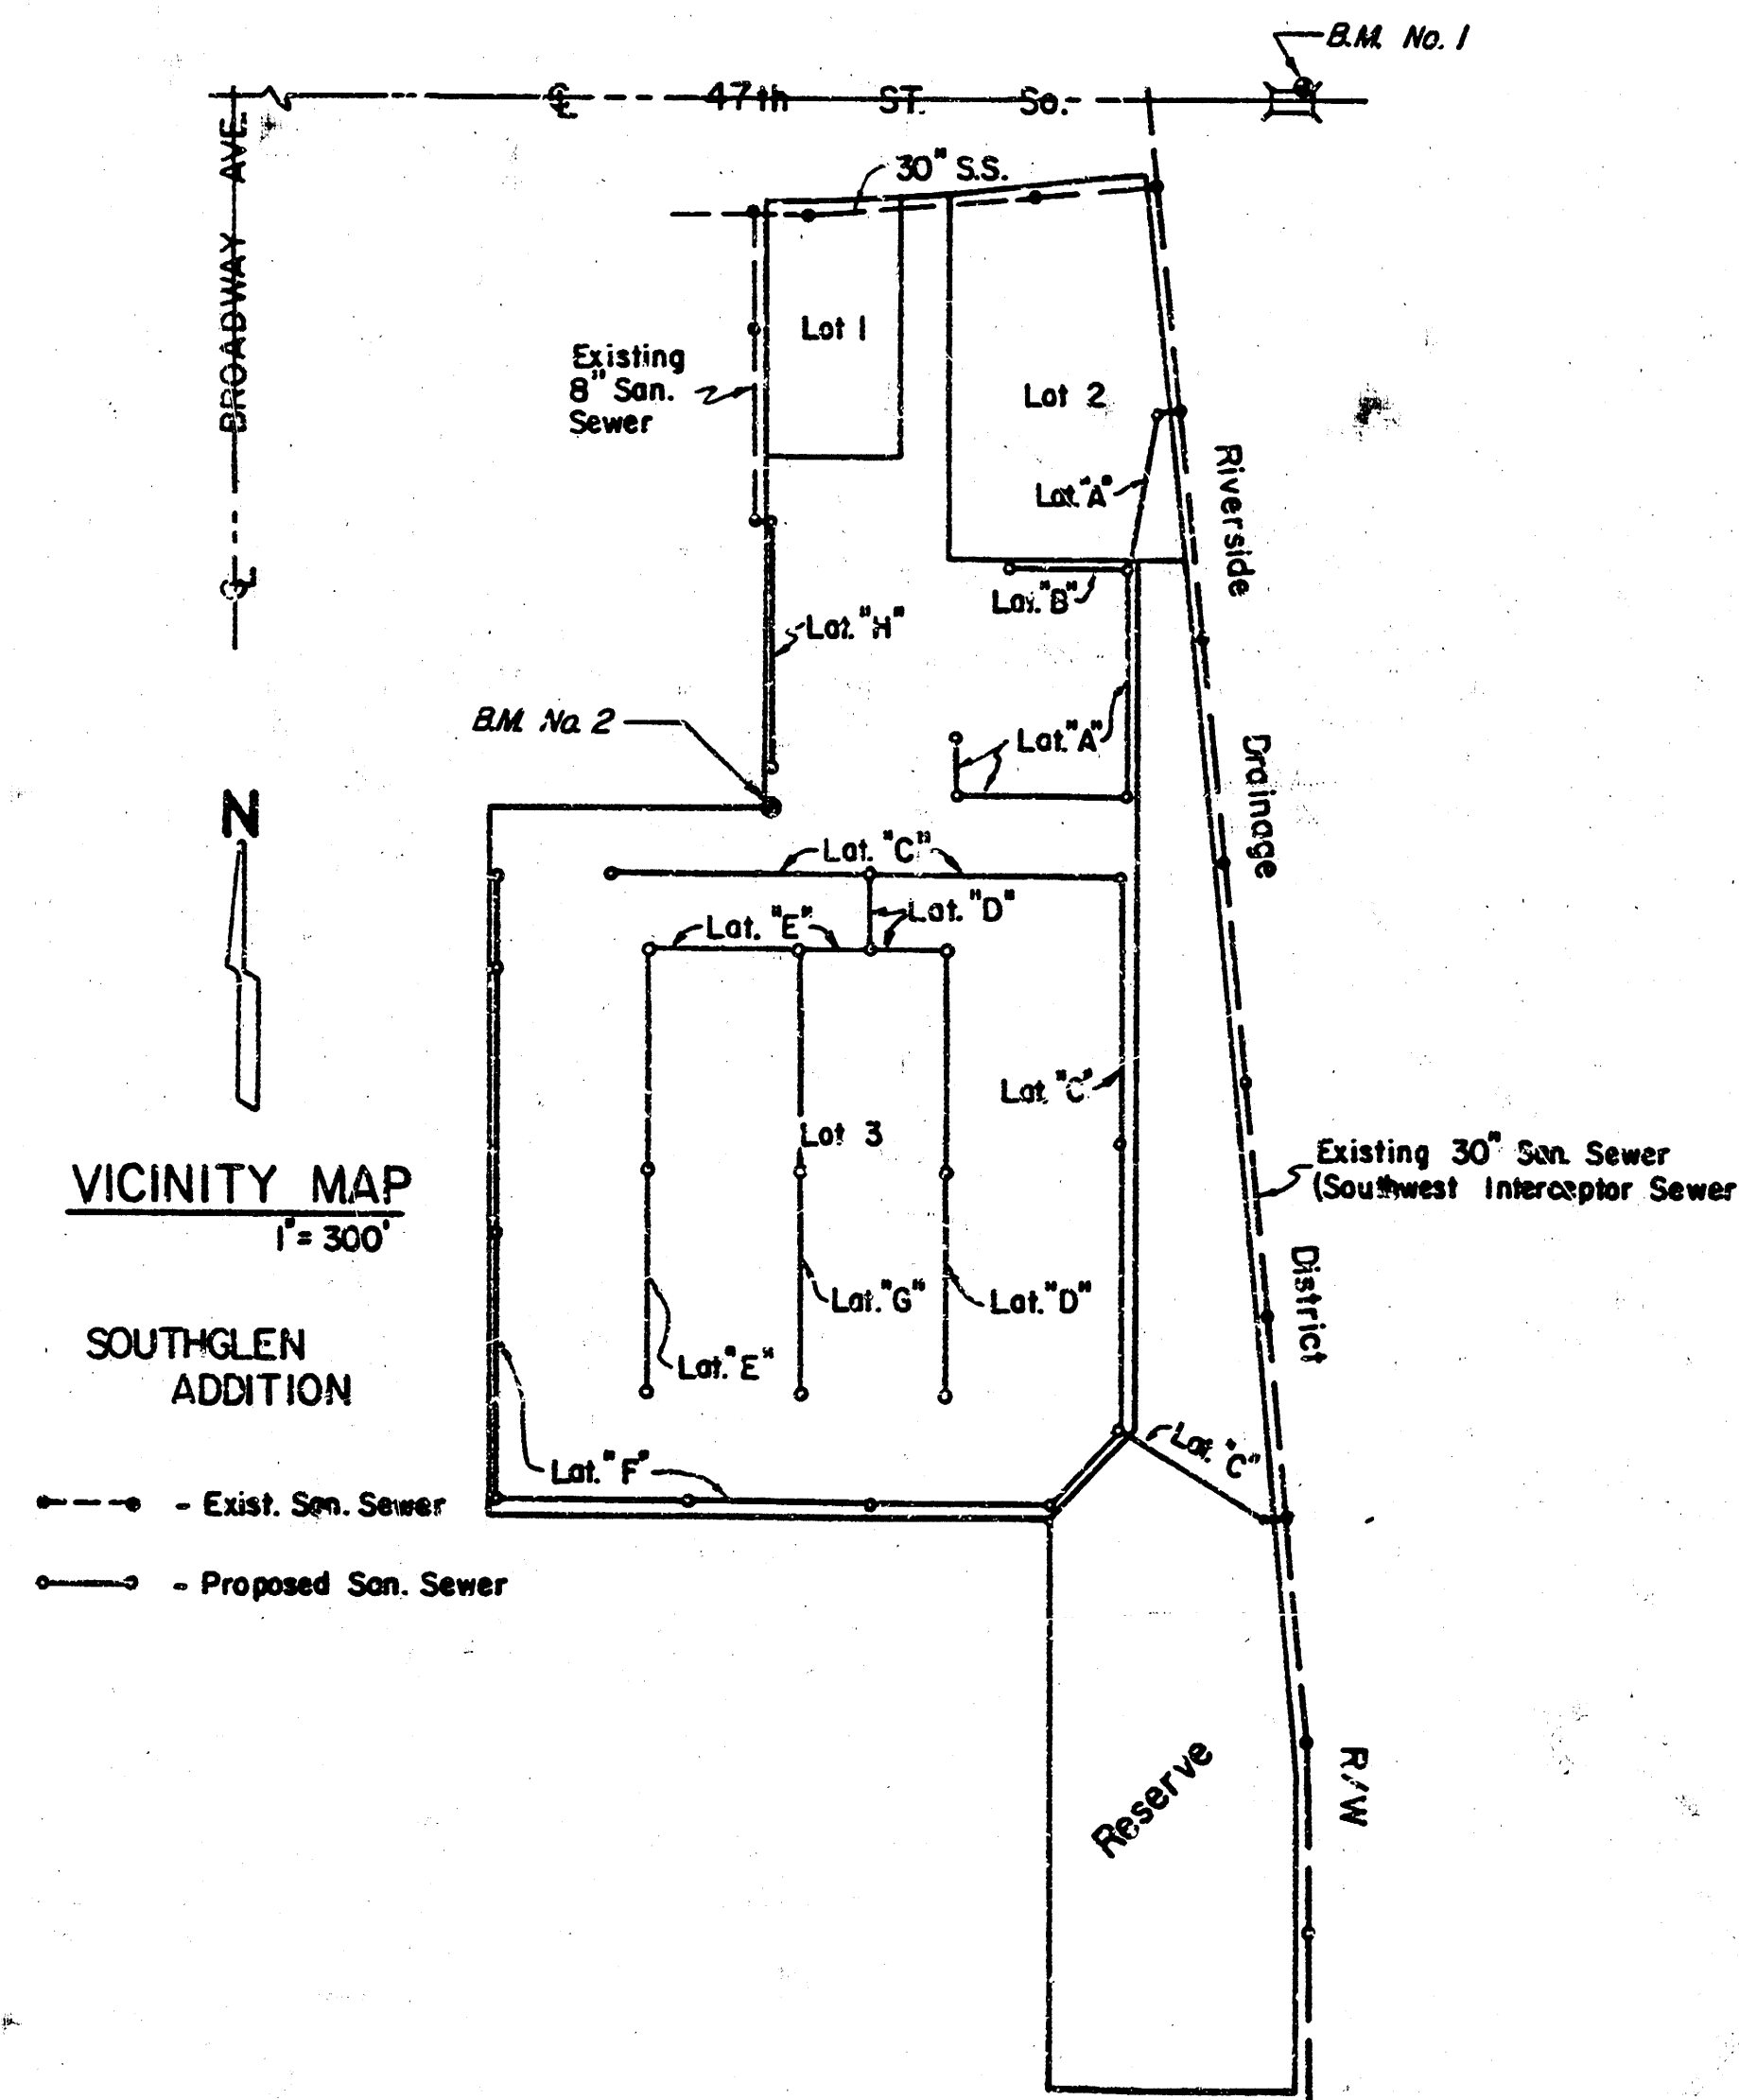 B.M. No. 1
℄ 47th ST. So.
BROADWAY AVE.
℄
30" S.S.
Lot 1
Existing
8" San.
Sewer
Lot 2
Lat. "A"
Riverside
Lat. "B"
Lat. "H"
B.M. No. 2
Lat. "A"
Drainage
N
Lat. "C"
Lat. "D"
Lat. "E"
Lat. "C"
Lot 3
Existing 30" San. Sewer
(Southwest Interceptor Sewer
VICINITY MAP
1" = 300'
District
Lat. "G"
Lat. "D"
Lat. "E"
SOUTHGLEN
ADDITION
Lat. "C"
Lat. "F"
- Exist. San. Sewer
- Proposed San. Sewer
Reserve
R/W